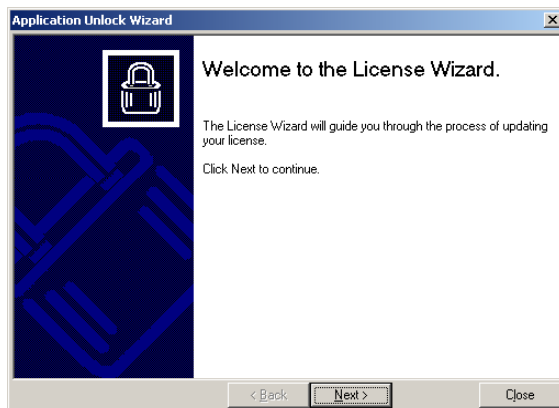 Application Unlock Wizard
Welcome to the License Wizard.
The License Wizard will guide you through the process of updating
your license.
Click Next to continue.
< Back Next > Close